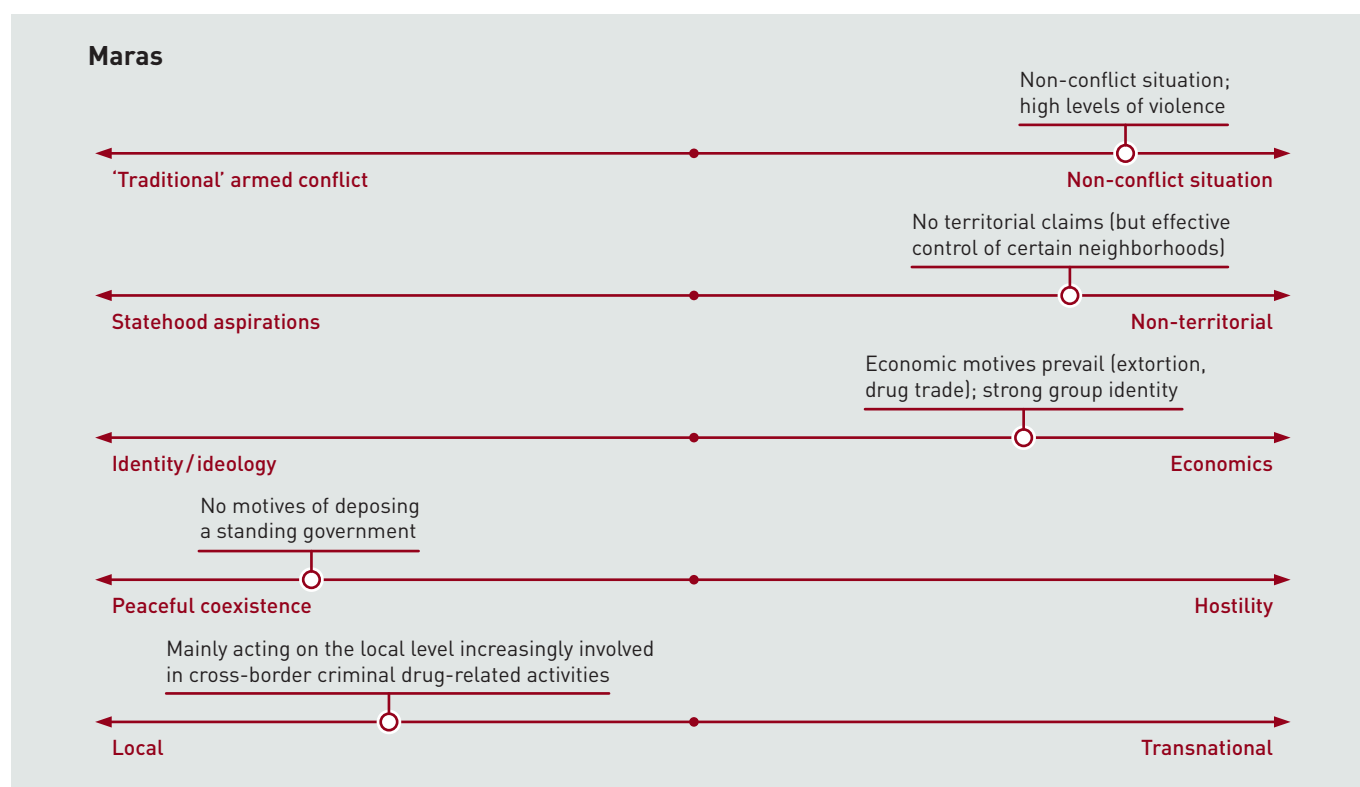 Maras
Non-conflict situation;
high levels of violence
‘Traditional’ armed conflict
Non-conflict situation
No territorial claims (but effective
control of certain neighborhoods)
Statehood aspirations
Non-territorial
Economic motives prevail (extortion,
drug trade); strong group identity
Identity/ideology
Economics
No motives of deposing
a standing government
Peaceful coexistence
Hostility
Mainly acting on the local level increasingly involved
in cross-border criminal drug-related activities
Local
Transnational